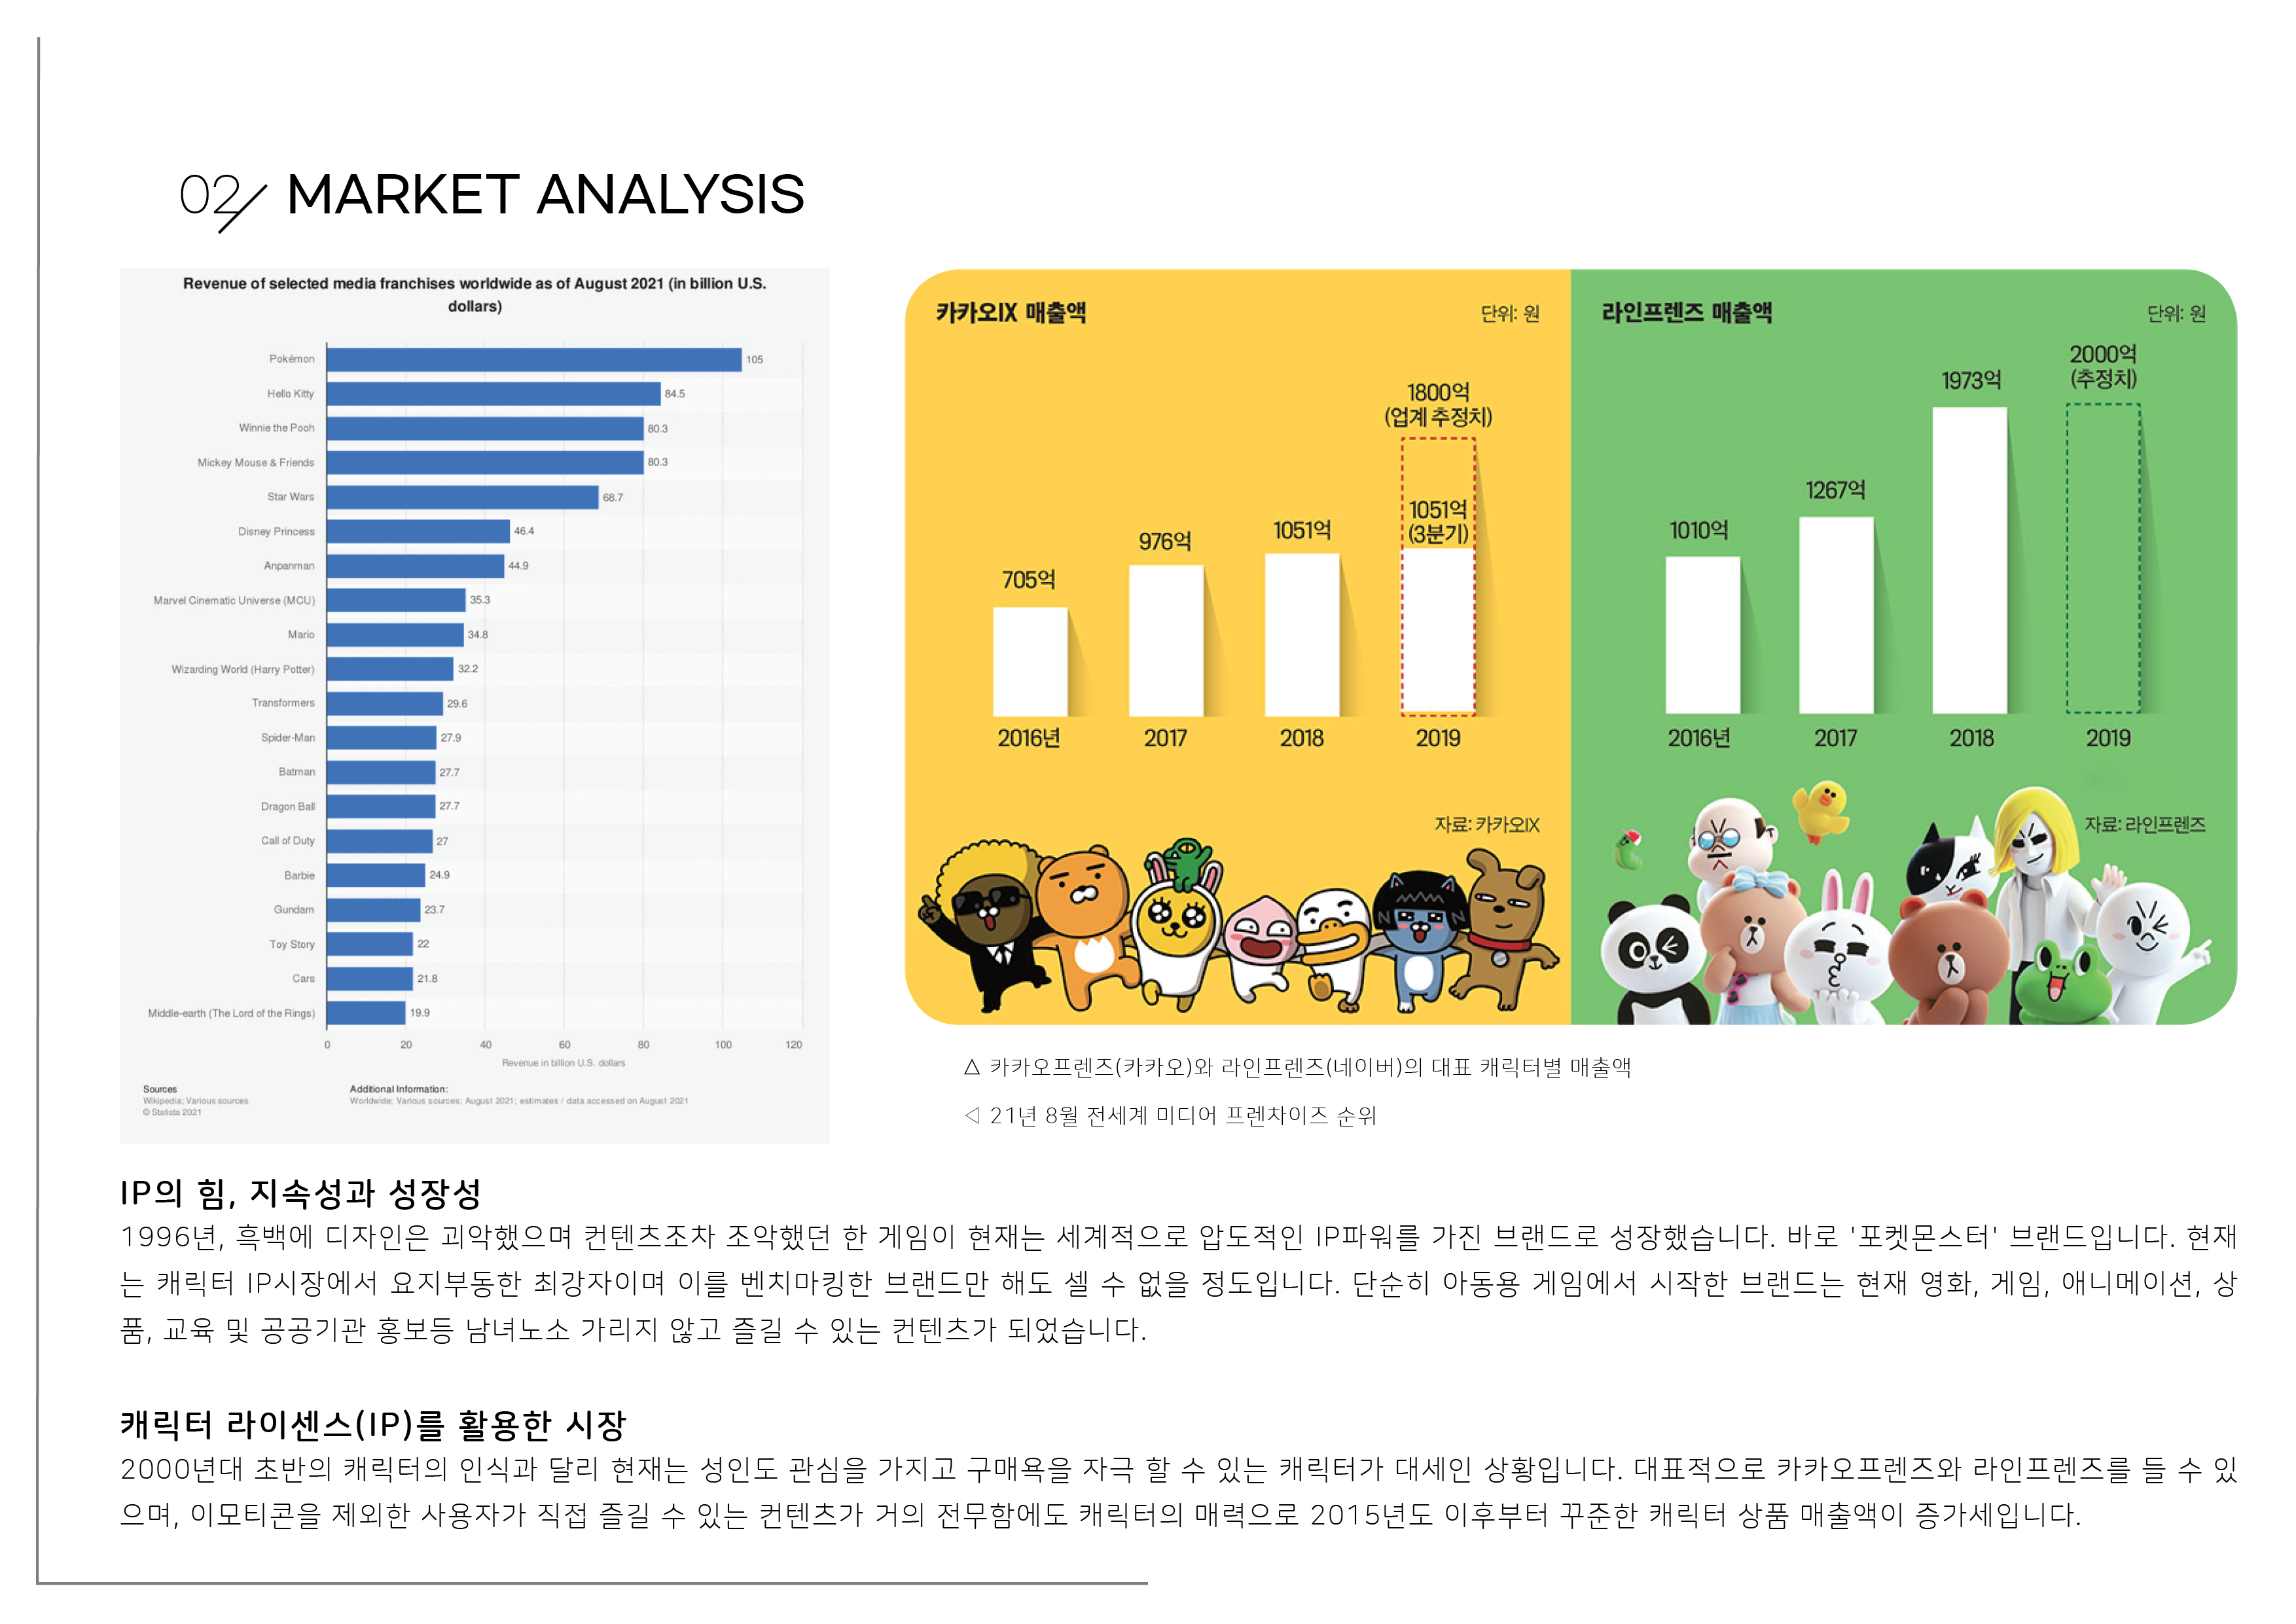 02/ MARKET ANALYSIS
Revenue of selected media franchises worldwide as of August 2021 (in billion U.S.
dollars)
Pokémon 105
Hello Kitty 84.5
Winnie the Pooh 80.3
Mickey Mouse & Friends 80.3
Star Wars 68.7
Disney Princess 46.4
Anpanman 44.9
Marvel Cinematic Universe (MCU) 35.3
Mario 34.8
Wizarding World (Harry Potter) 32.2
Transformers 29.6
Spider-Man 27.9
Batman 27.7
Dragon Ball 27.7
Call of Duty 27
Barbie 24.9
Gundam 23.7
Toy Story 22
Cars 21.8
Middle-earth (The Lord of the Rings) 19.9
0 20 40 60 80 100 120
Revenue in billion U.S. dollars
Sources
Wikipedia; Various sources
© Statista 2021
Additional Information:
Worldwide; Various sources; August 2021; estimates / data accessed on August 2021
카카오IX 매출액 단위: 원
705억
976억
1051억
1800억
(업계 추정치)
1051억
(3분기)
2016년 2017 2018 2019
자료: 카카오IX
라인프렌즈 매출액 단위: 원
1010억
1267억
1973억
2000억
(추정치)
2016년 2017 2018 2019
자료: 라인프렌즈
△ 카카오프렌즈(카카오)와 라인프렌즈(네이버)의 대표 캐릭터별 매출액
◁ 21년 8월 전세계 미디어 프렌차이즈 순위
IP의 힘, 지속성과 성장성
1996년, 흑백에 디자인은 괴악했으며 컨텐츠조차 조악했던 한 게임이 현재는 세계적으로 압도적인 IP파워를 가진 브랜드로 성장했습니다. 바로 '포켓몬스터' 브랜드입니다. 현재
는 캐릭터 IP시장에서 요지부동한 최강자이며 이를 벤치마킹한 브랜드만 해도 셀 수 없을 정도입니다. 단순히 아동용 게임에서 시작한 브랜드는 현재 영화, 게임, 애니메이션, 상
품, 교육 및 공공기관 홍보등 남녀노소 가리지 않고 즐길 수 있는 컨텐츠가 되었습니다.
캐릭터 라이센스(IP)를 활용한 시장
2000년대 초반의 캐릭터의 인식과 달리 현재는 성인도 관심을 가지고 구매욕을 자극 할 수 있는 캐릭터가 대세인 상황입니다. 대표적으로 카카오프렌즈와 라인프렌즈를 들 수 있
으며, 이모티콘을 제외한 사용자가 직접 즐길 수 있는 컨텐츠가 거의 전무함에도 캐릭터의 매력으로 2015년도 이후부터 꾸준한 캐릭터 상품 매출액이 증가세입니다.